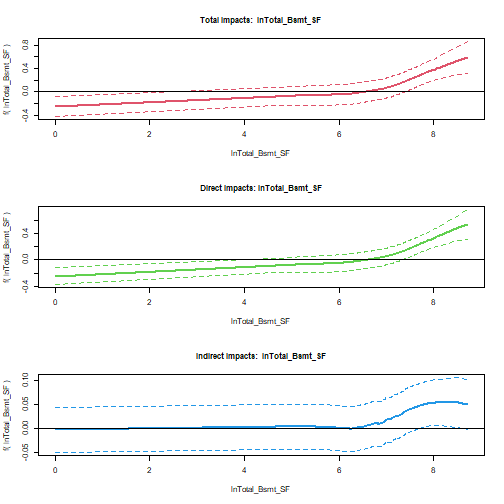 Total Impacts: lnTotal_Bsmt_SF
f( lnTotal_Bsmt_SF )
0.8
0.4
0.0
-0.4
0 2 4 6 8
lnTotal_Bsmt_SF
Direct Impacts: lnTotal_Bsmt_SF
f( lnTotal_Bsmt_SF )
0.4
0.0
-0.4
0 2 4 6 8
lnTotal_Bsmt_SF
Indirect Impacts: lnTotal_Bsmt_SF
f( lnTotal_Bsmt_SF )
0.10
0.05
0.00
-0.05
0 2 4 6 8
lnTotal_Bsmt_SF